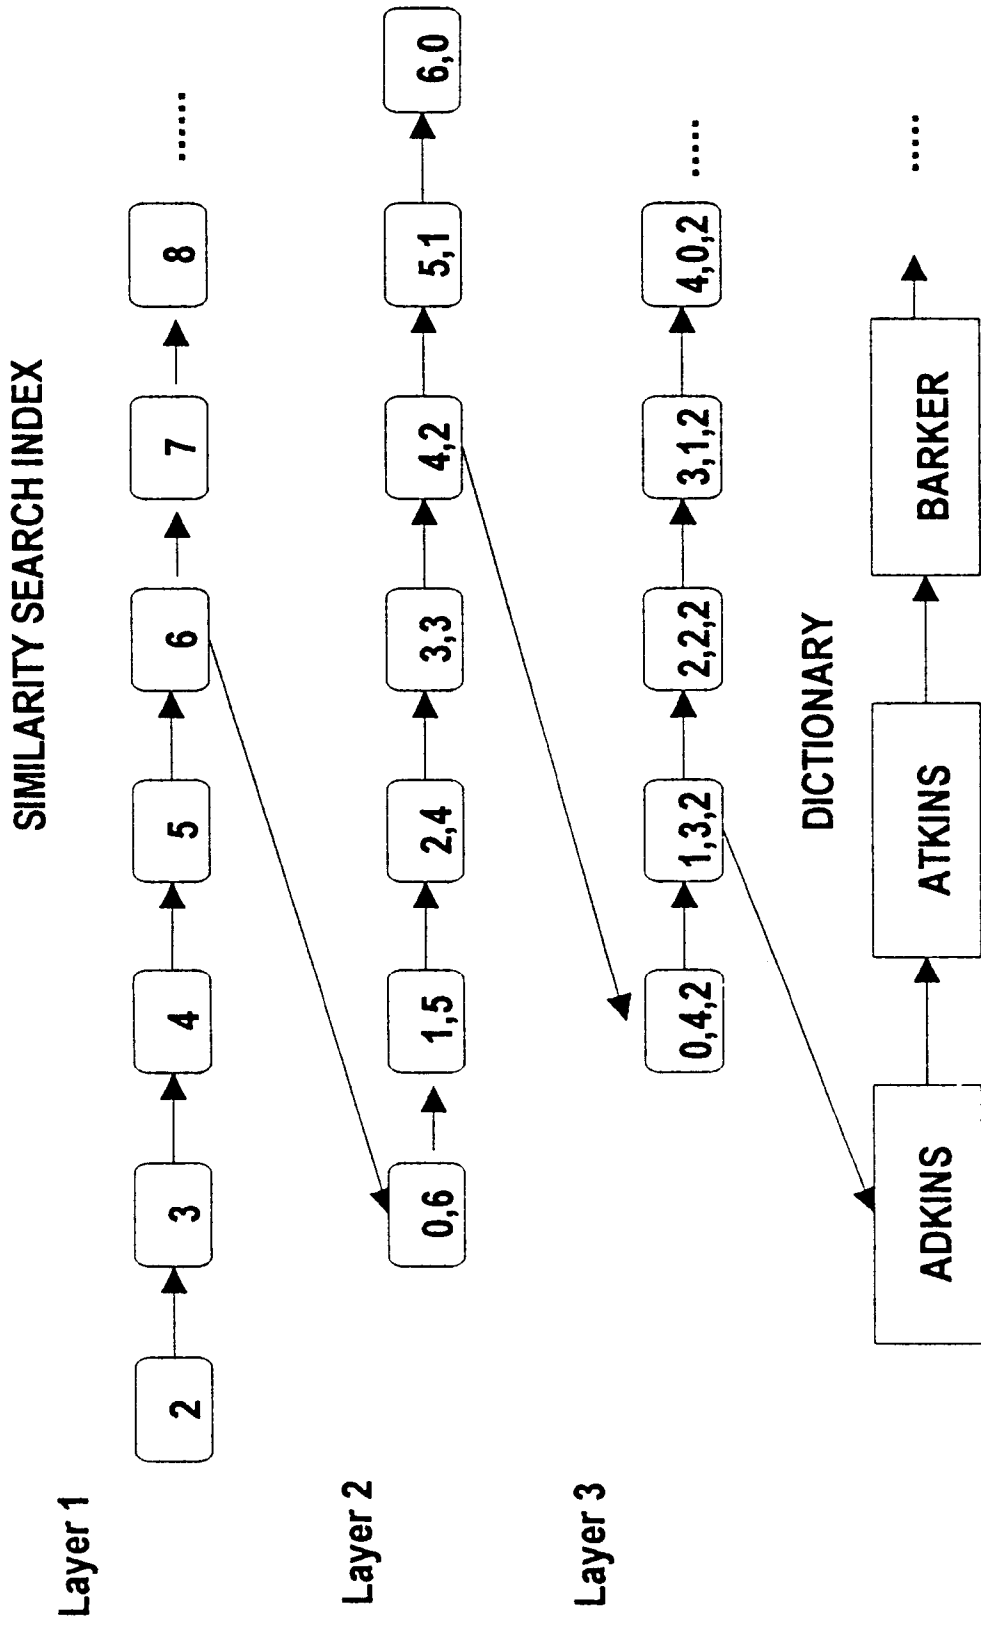 SIMILARITY SEARCH INDEX
Layer 1
2
3
4
5
6
7
8
......
Layer 2
0,6
1,5
2,4
3,3
4,2
5,1
6,0
Layer 3
0,4,2
1,3,2
2,2,2
3,1,2
4,0,2
.....
DICTIONARY
ADKINS
ATKINS
BARKER
.....